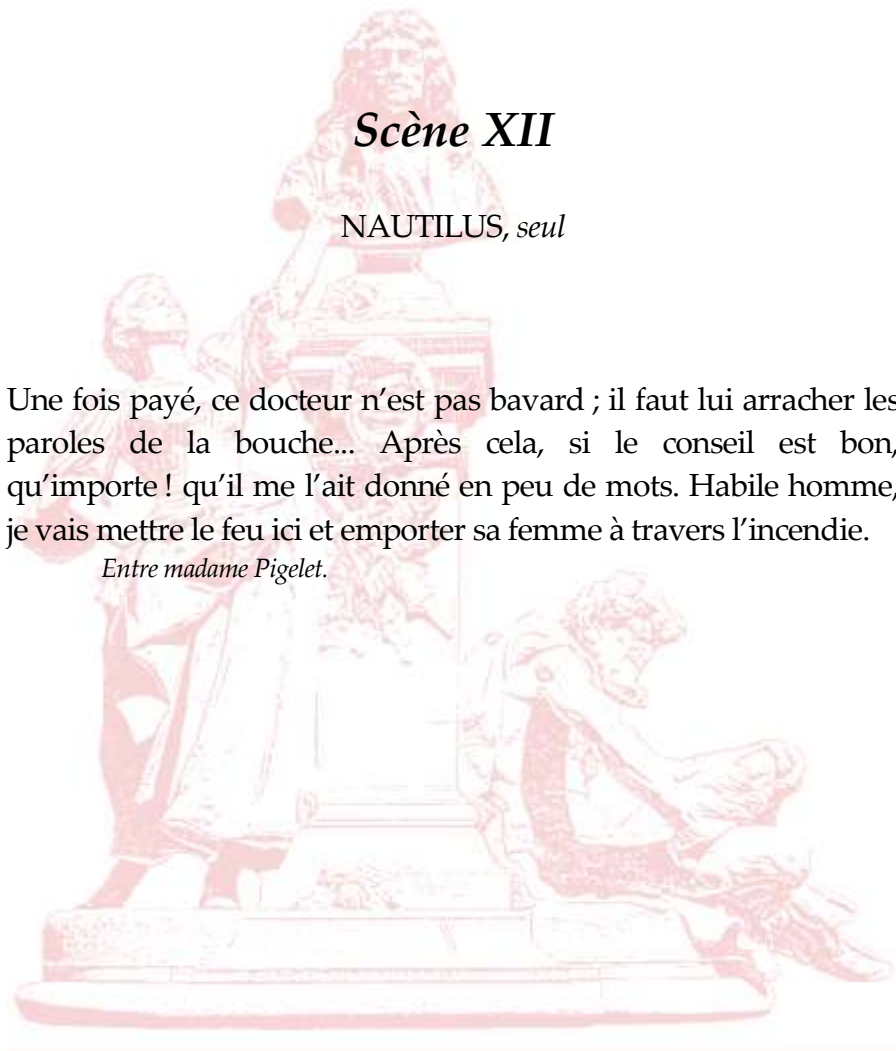 Scène XII
NAUTILUS, seul
Une fois payé, ce docteur n’est pas bavard ; il faut lui arracher les
paroles de la bouche... Après cela, si le conseil est bon,
qu’importe ! qu’il me l’ait donné en peu de mots. Habile homme,
je vais mettre le feu ici et emporter sa femme à travers l’incendie.
Entre madame Pigelet.